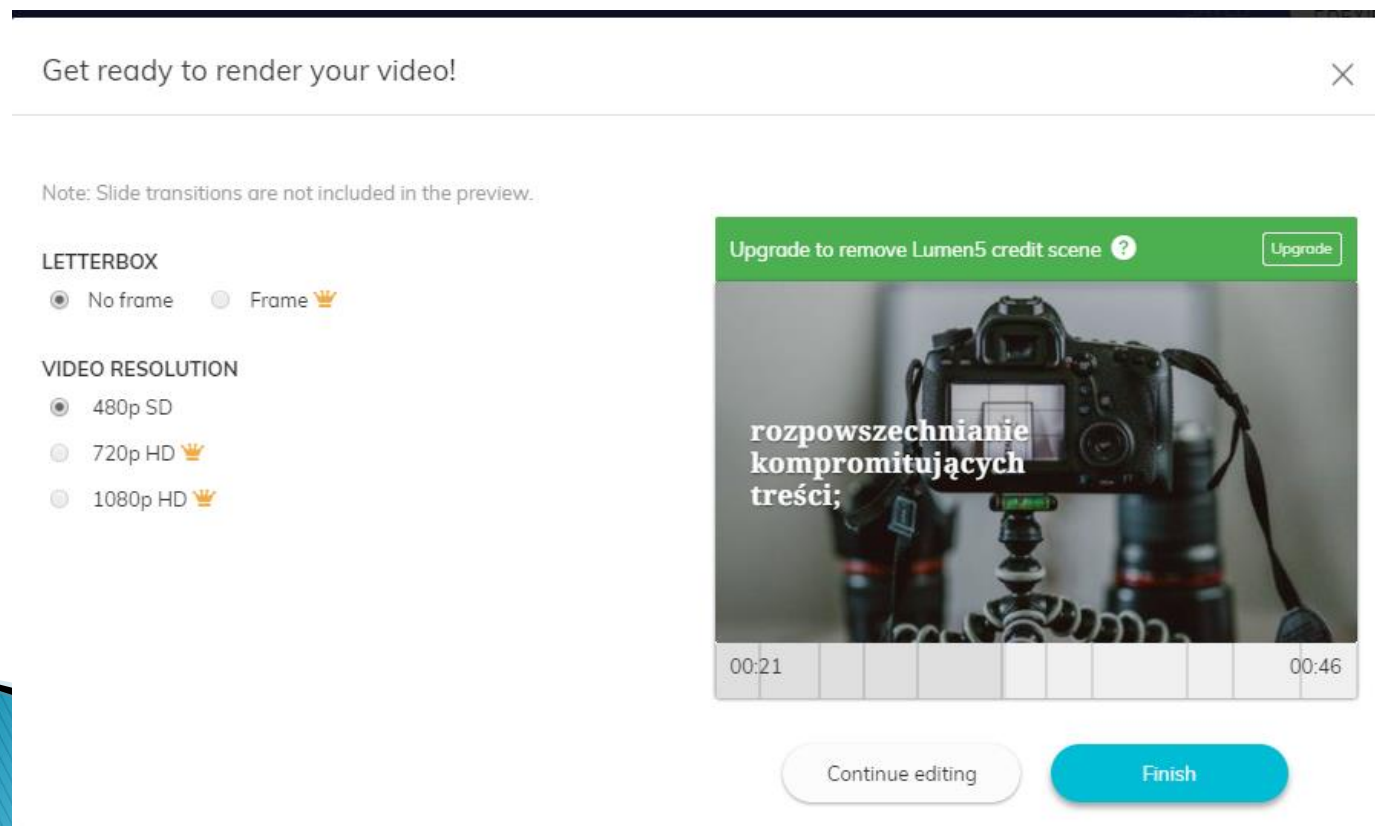 Get ready to render your video!
Note: Slide transitions are not included in the preview.
LETTERBOX
No frame Frame
VIDEO RESOLUTION
480p SD
720p HD
1080p HD
Upgrade to remove Lumen5 credit scene ? Upgrade
rozpowszechnianie
kompromitujących
treści;
00:21 00:46
Continue editing Finish